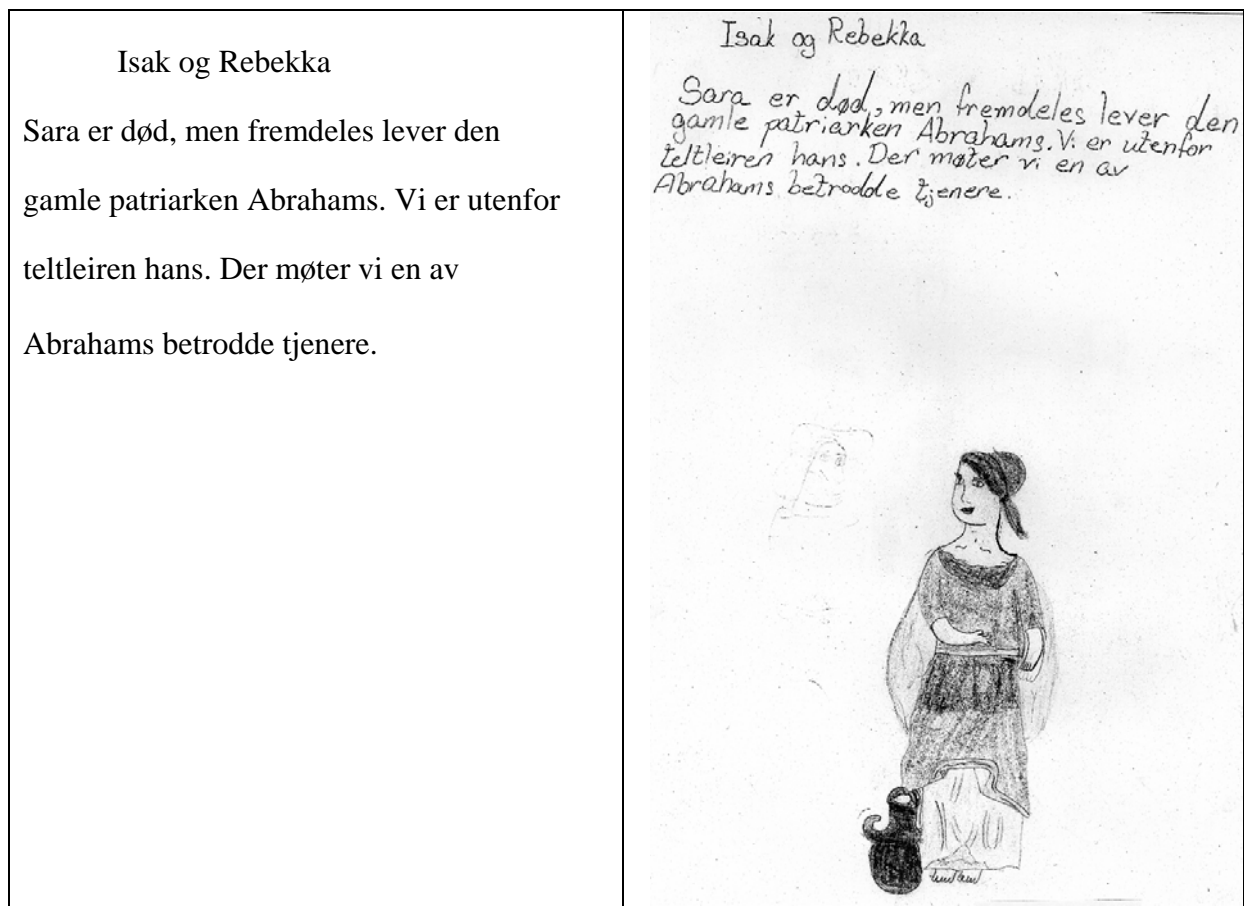 Isak og Rebekka
Sara er død, men fremdeles lever den
gamle patriarken Abrahams. Vi er utenfor
teltleiren hans. Der møter vi en av
Abrahams betrodde tjenere.
Isak og Rebekka
Sara er død, men fremdeles lever den
gamle patriarken Abrahams. Vi er utenfor
teltleiren hans. Der møter vi en av
Abrahams betrodde tjenere.